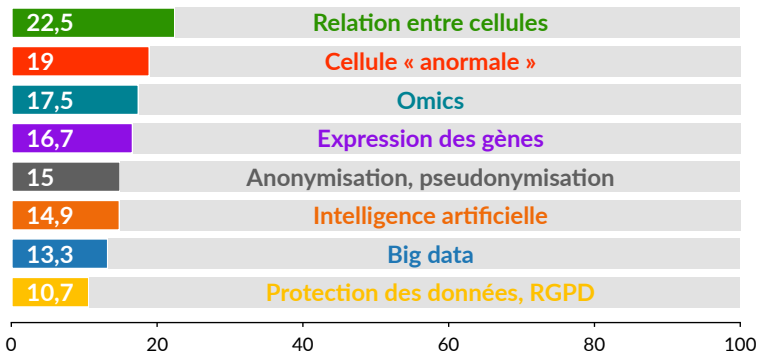 22,5 Relation entre cellules
19 Cellule « anormale »
17,5 Omics
16,7 Expression des gènes
15 Anonymisation, pseudonymisation
14,9 Intelligence artificielle
13,3 Big data
10,7 Protection des données, RGPD
0 20 40 60 80 100